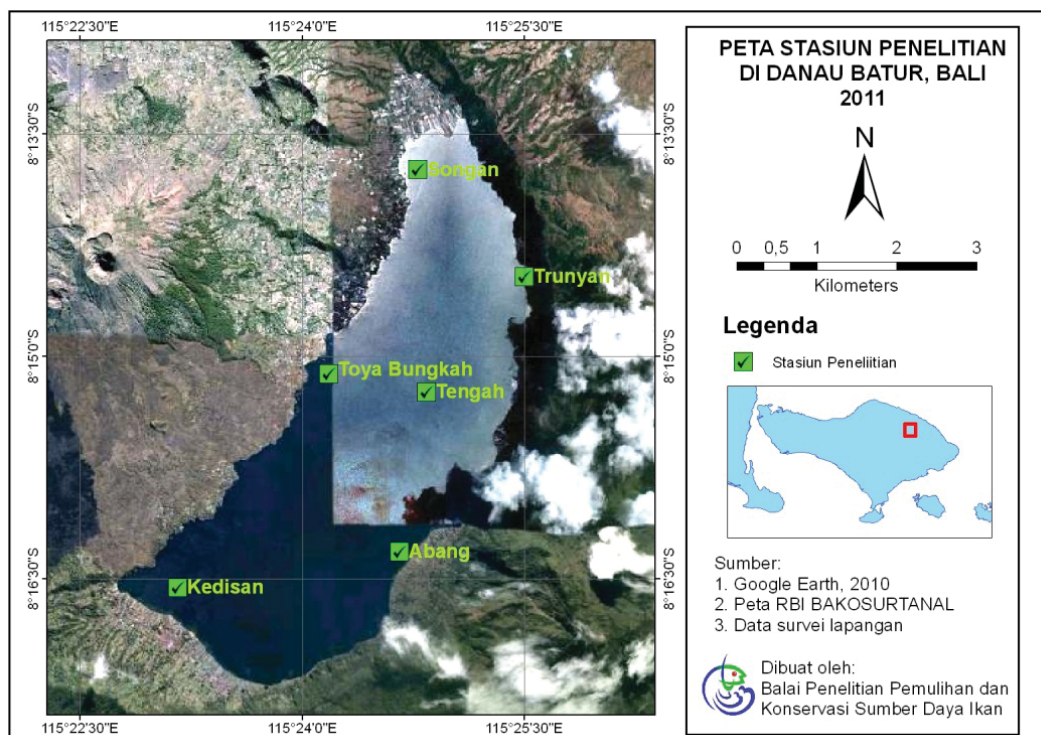 115°22'30"E
115°24'0"E
115°25'30"E
8°13'30"S
8°15'0"S
8°16'30"S
Songan
Trunyan
Toya Bungkah
Tengah
Abang
Kedisan
8°13'30"S
8°15'0"S
8°16'30"S
115°22'30"E
115°24'0"E
115°25'30"E
PETA STASIUN PENELITIAN
DI DANAU BATUR, BALI
2011
N
0 0,5 1 2 3
Kilometers
Legenda
Stasiun Peneliitian
Sumber:
1. Google Earth, 2010
2. Peta RBI BAKOSURTANAL
3. Data survei lapangan
Dibuat oleh:
Balai Penelitian Pemulihan dan
Konservasi Sumber Daya Ikan